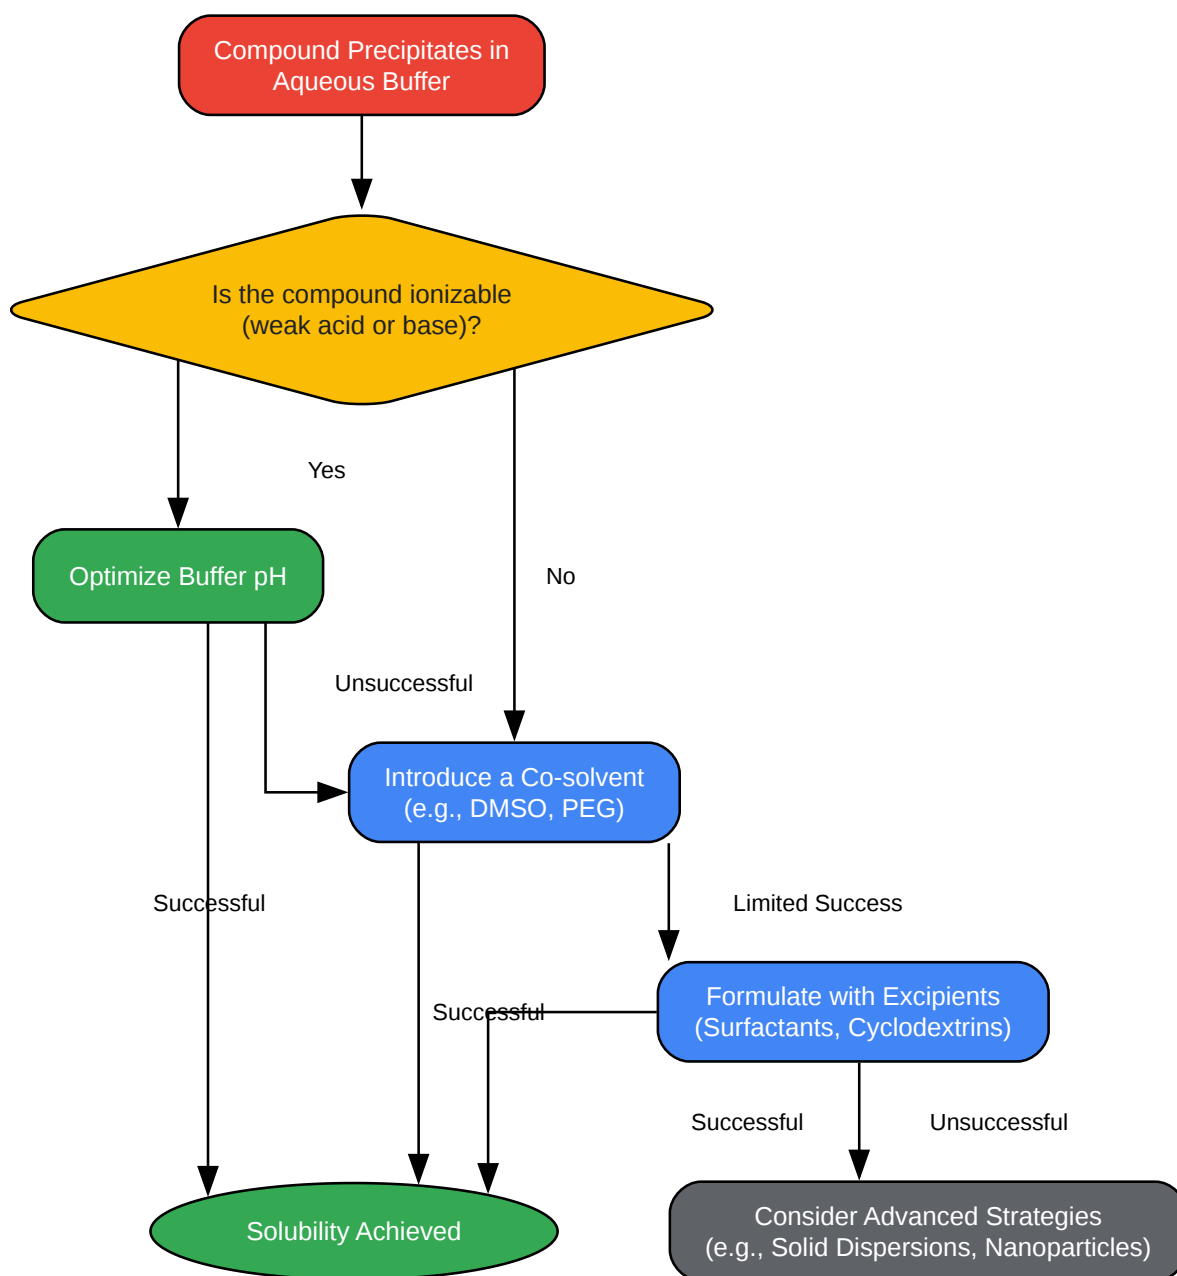 Compound Precipitates in
Aqueous Buffer
Is the compound ionizable
(weak acid or base)?
Yes
Optimize Buffer pH
No
Unsuccessful
Introduce a Co-solvent
(e.g., DMSO, PEG)
Successful
Limited Success
Formulate with Excipients
(Surfactants, Cyclodextrins)
Successful
Successful
Unsuccessful
Solubility Achieved
Consider Advanced Strategies
(e.g., Solid Dispersions, Nanoparticles)